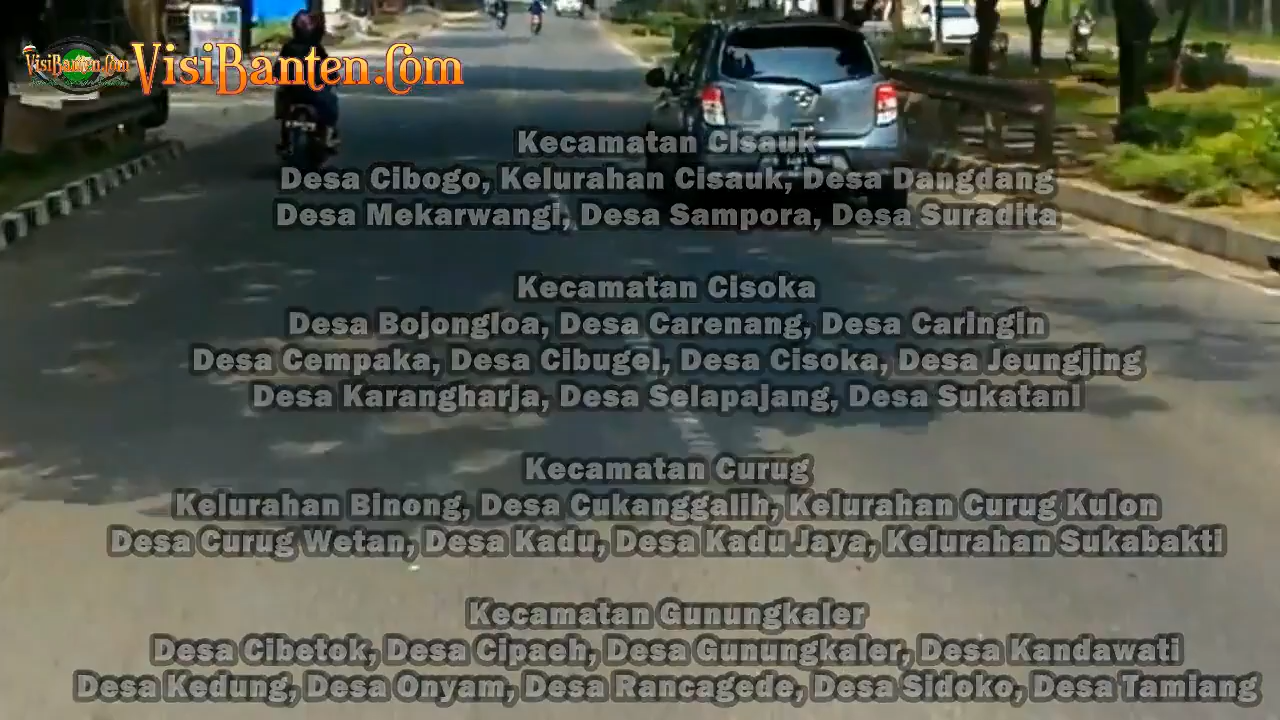 VisiBanten.Com
VisiBanten.Com
Kecamatan Cisauk
Desa Cibogo, Kelurahan Cisauk, Desa Dangdang
Desa Mekarwangi, Desa Sampora, Desa Suradita
Kecamatan Cisoka
Desa Bojongloa, Desa Carenang, Desa Caringin
Desa Cempaka, Desa Cibugel, Desa Cisoka, Desa Jeungjing
Desa Karangharja, Desa Selapajang, Desa Sukatani
Kecamatan Curug
Kelurahan Binong, Desa Cukanggalih, Kelurahan Curug Kulon
Desa Curug Wetan, Desa Kadu, Desa Kadu Jaya, Kelurahan Sukabakti
Kecamatan Gunungkaler
Desa Cibetok, Desa Cipaeh, Desa Gunungkaler, Desa Kandawati
Desa Kedung, Desa Onyam, Desa Rancagede, Desa Sidoko, Desa Tamiang